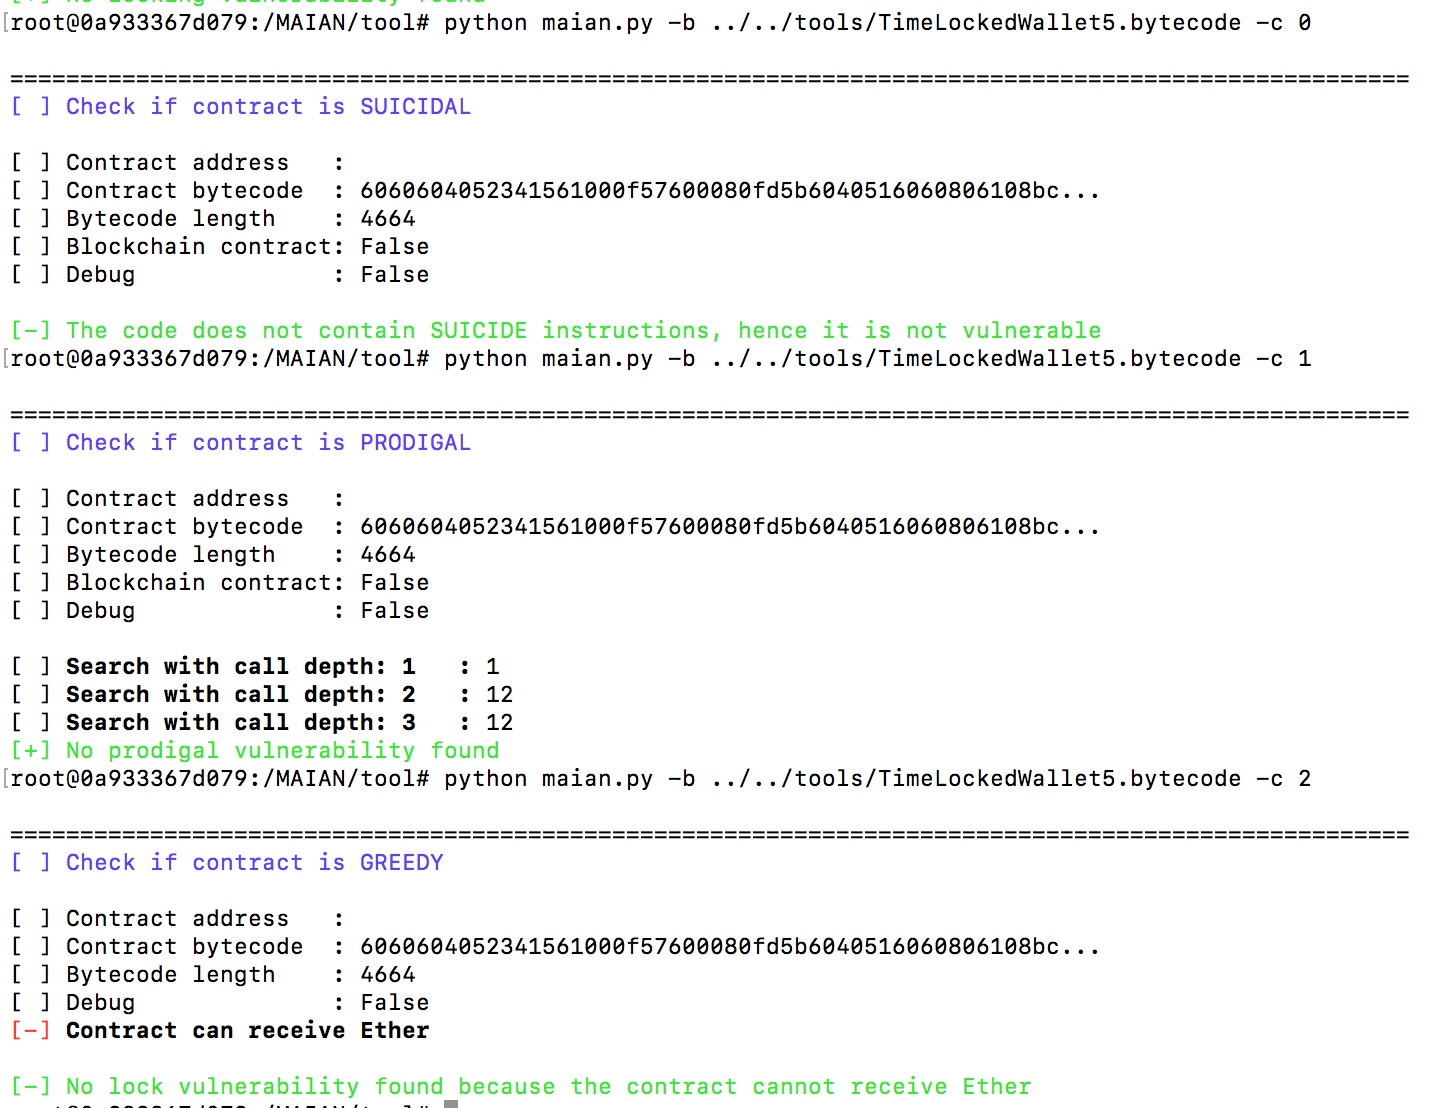 [+] No locking vulnerability found
[root@0a933367d079:/MAIAN/tool# python maian.py -b ../../tools/TimeLockedWallet5.bytecode -c 0
====================================================================================================
[ ] Check if contract is SUICIDAL
[ ] Contract address   :
[ ] Contract bytecode  : 6060604052341561000f57600080fd5b6040516060806108bc...
[ ] Bytecode length    : 4664
[ ] Blockchain contract: False
[ ] Debug              : False
[-] The code does not contain SUICIDE instructions, hence it is not vulnerable
[root@0a933367d079:/MAIAN/tool# python maian.py -b ../../tools/TimeLockedWallet5.bytecode -c 1
====================================================================================================
[ ] Check if contract is PRODIGAL
[ ] Contract address   :
[ ] Contract bytecode  : 6060604052341561000f57600080fd5b6040516060806108bc...
[ ] Bytecode length    : 4664
[ ] Blockchain contract: False
[ ] Debug              : False
[ ] Search with call depth: 1   : 1
[ ] Search with call depth: 2   : 12
[ ] Search with call depth: 3   : 12
[+] No prodigal vulnerability found
[root@0a933367d079:/MAIAN/tool# python maian.py -b ../../tools/TimeLockedWallet5.bytecode -c 2
====================================================================================================
[ ] Check if contract is GREEDY
[ ] Contract address   :
[ ] Contract bytecode  : 6060604052341561000f57600080fd5b6040516060806108bc...
[ ] Bytecode length    : 4664
[ ] Debug              : False
[-] Contract can receive Ether
[-] No lock vulnerability found because the contract cannot receive Ether